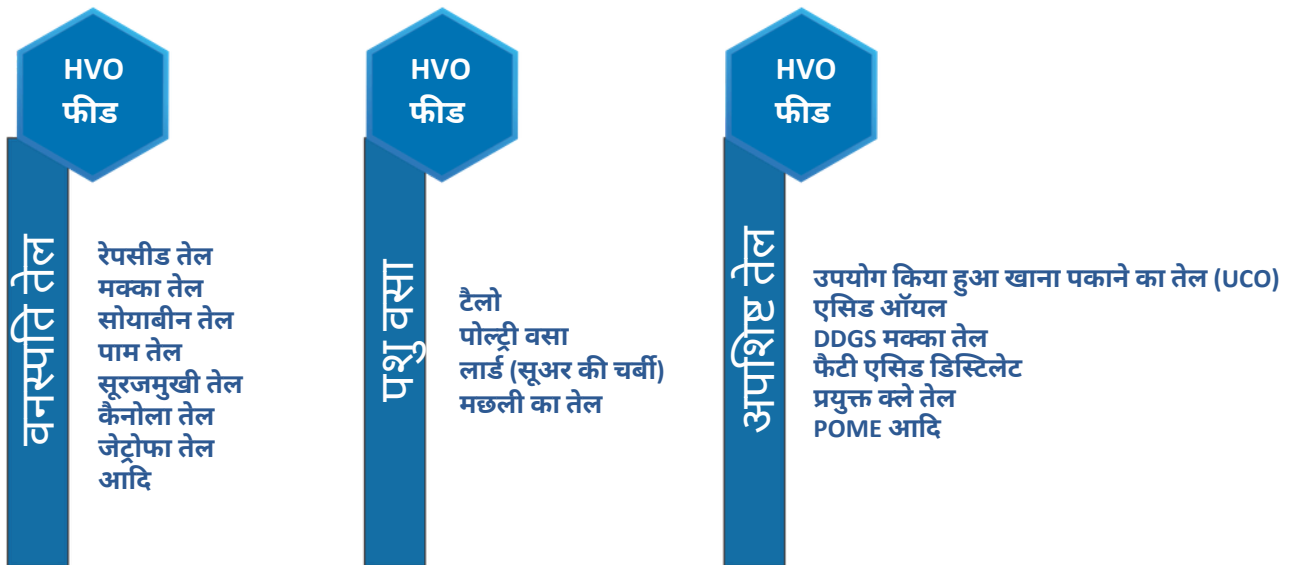 HVO
फीड
वनस्पति तेल
रेपसीड तेल
मक्का तेल
सोयाबीन तेल
पाम तेल
सूरजमुखी तेल
कैनोला तेल
जेट्रोफा तेल
आदि
HVO
फीड
पशु वसा
टैलो
पोल्ट्री वसा
लार्ड (सूअर की चर्बी)
मछली का तेल
HVO
फीड
अपशिष्ट तेल
उपयोग किया हुआ खाना पकाने का तेल (UCO)
एसिड ऑयल
DDGS मक्का तेल
फैटी एसिड डिस्टिलेट
प्रयुक्त क्ले तेल
POME आदि